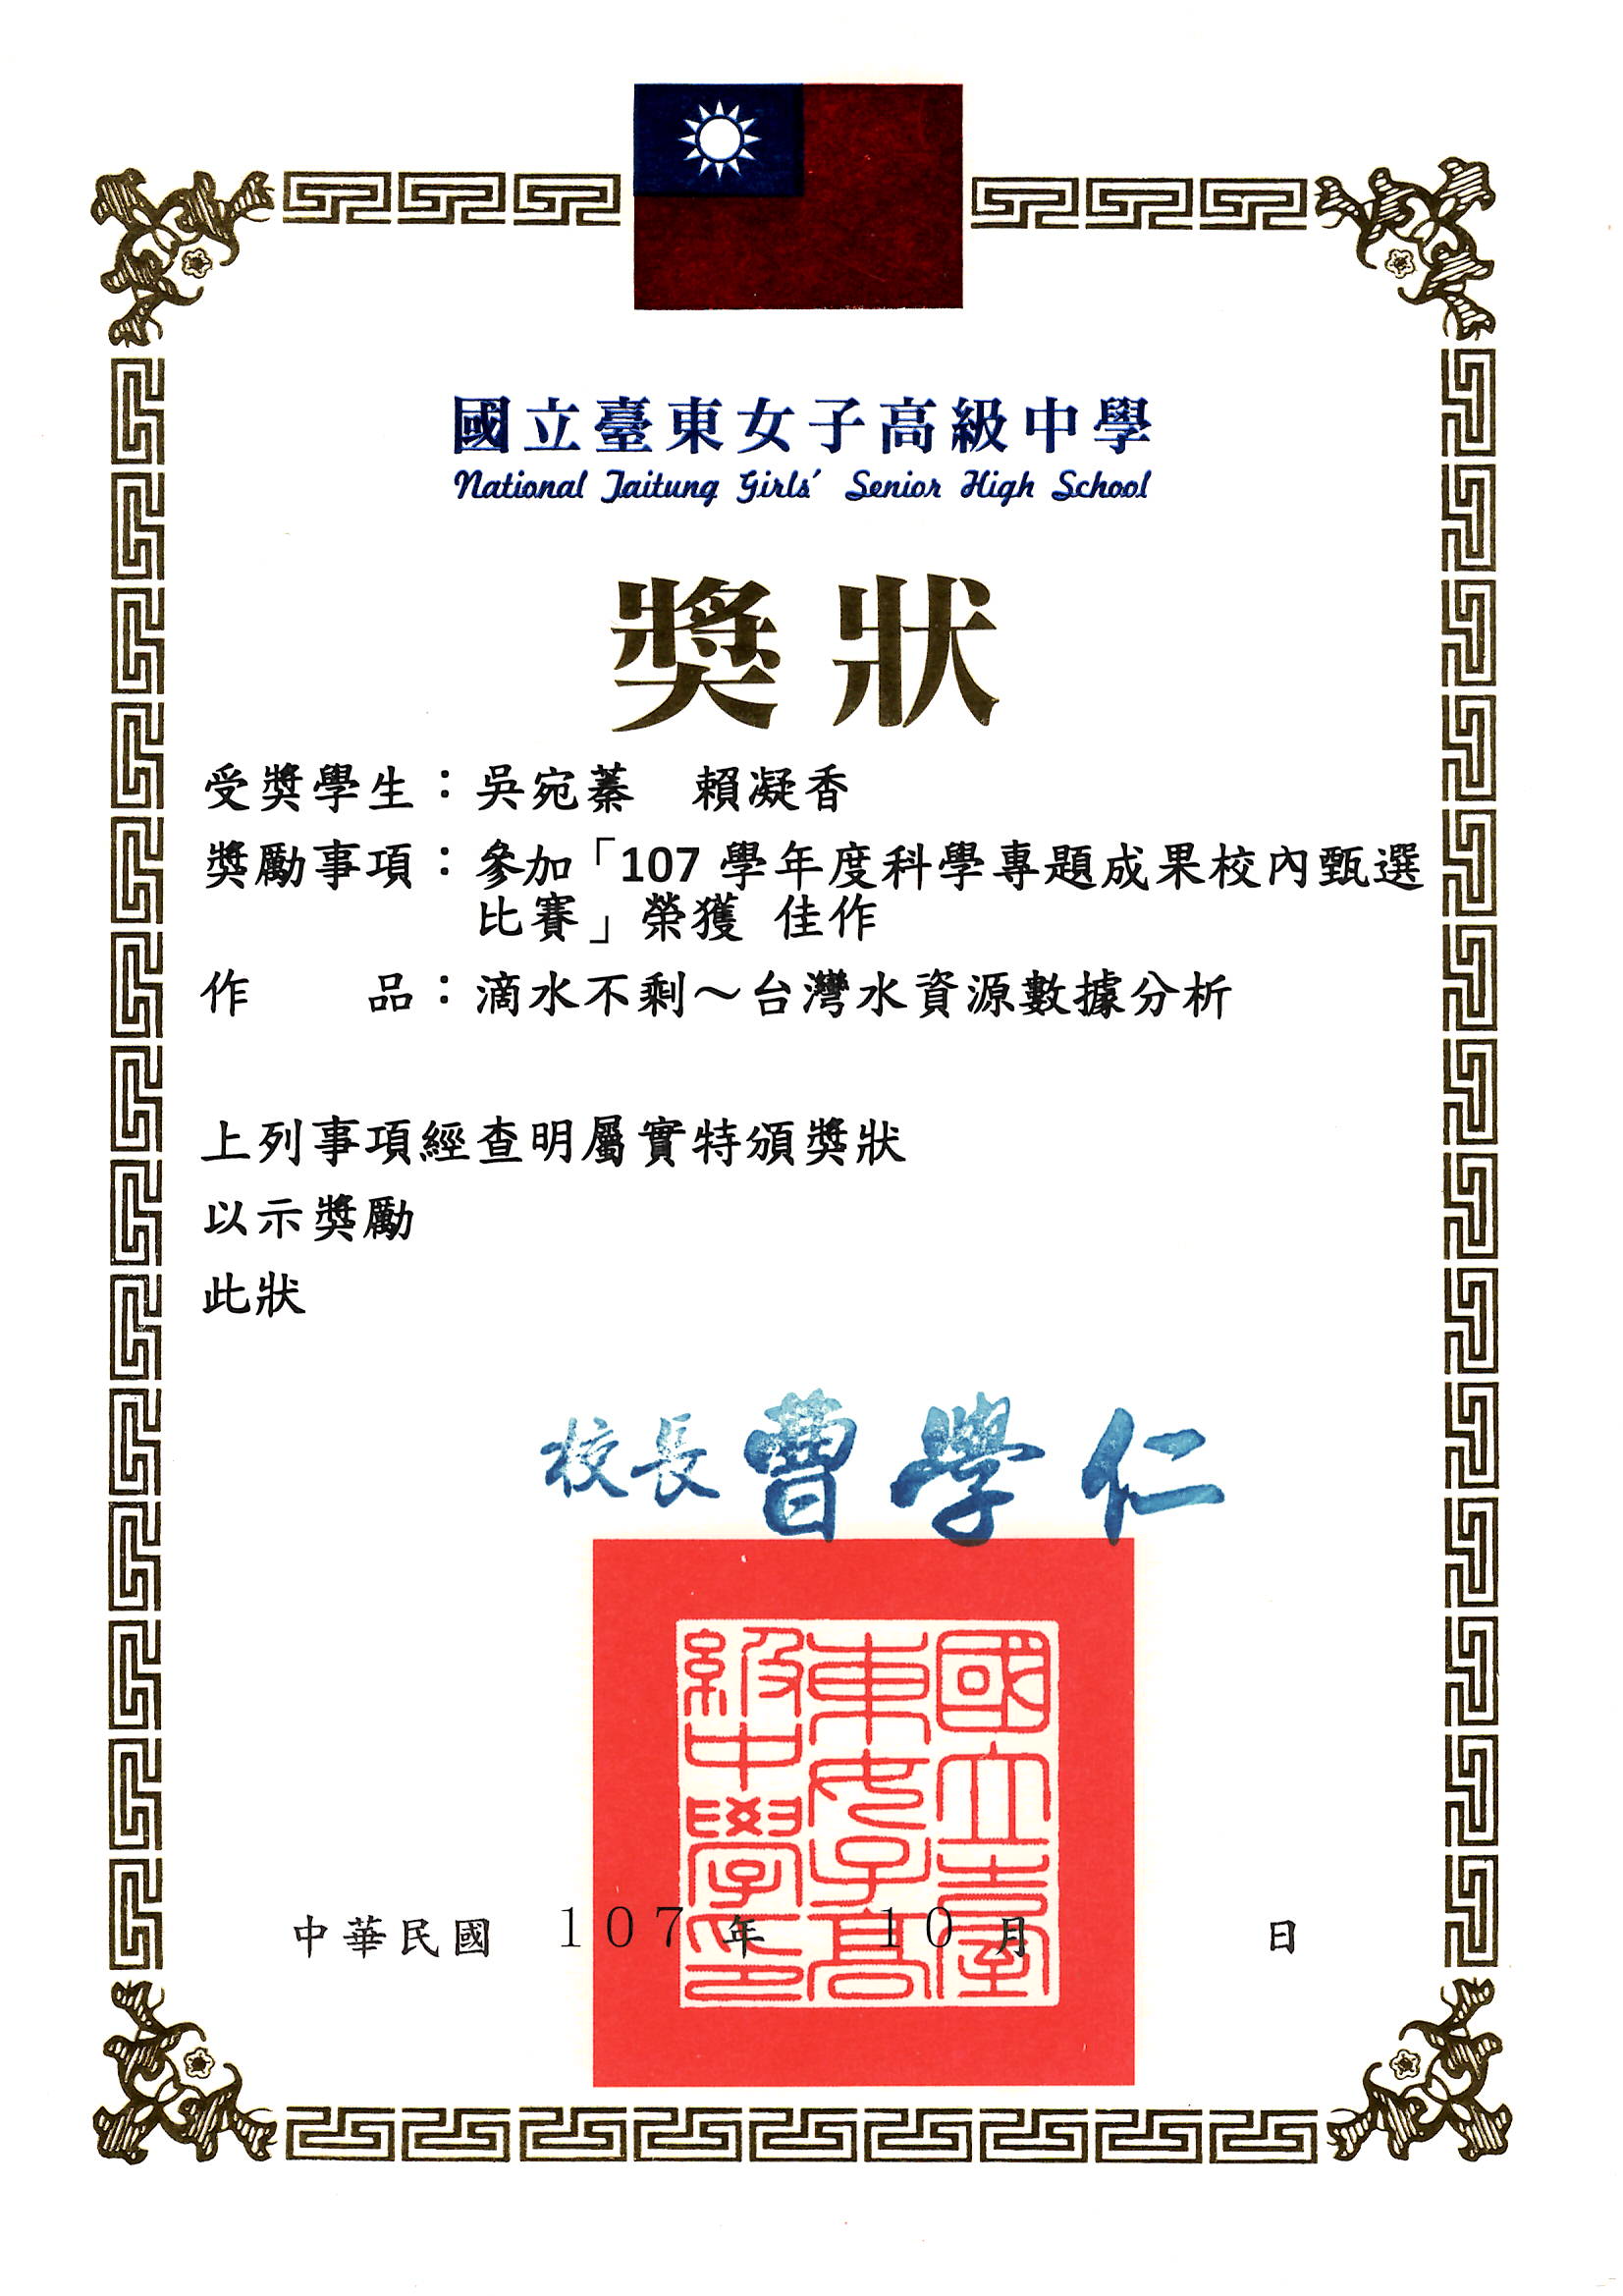 國立臺東女子高級中學
National Taitung Girls' Senior High School
獎狀
受獎學生：吳宛蓁　賴凝香
獎勵事項：參加「107 學年度科學專題成果校內甄選
比賽」榮獲 佳作
作　　品：滴水不剩～台灣水資源數據分析
上列事項經查明屬實特頒獎狀
以示獎勵
此狀
校長 曹學仁
國立臺東女子高級中學印
中華民國 107 年 10 月 日